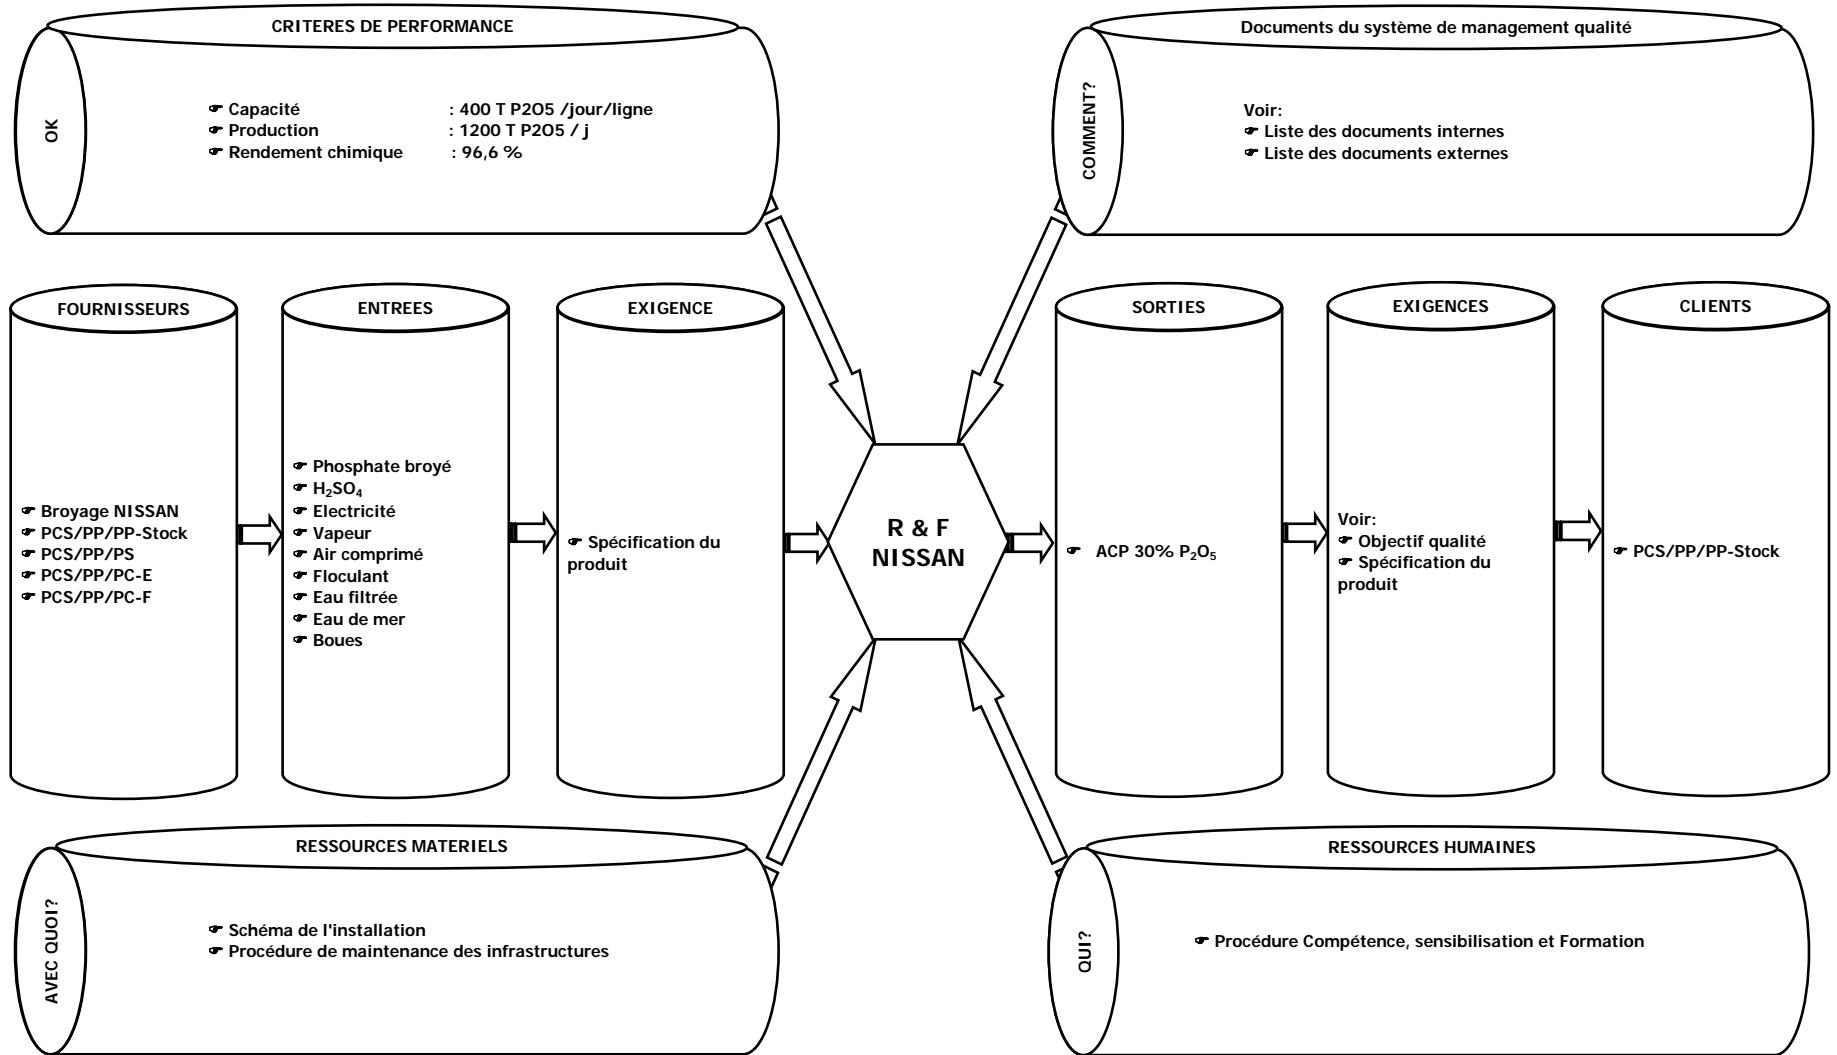 CRITERES DE PERFORMANCE
OK
☞ Capacité : 400 T P2O5 /jour/ligne
☞ Production : 1200 T P2O5 / j
☞ Rendement chimique : 96,6 %
Documents du système de management qualité
COMMENT?
Voir:
☞ Liste des documents internes
☞ Liste des documents externes
FOURNISSEURS
☞ Broyage NISSAN
☞ PCS/PP/PP-Stock
☞ PCS/PP/PS
☞ PCS/PP/PC-E
☞ PCS/PP/PC-F
ENTREES
☞ Phosphate broyé
☞ H₂SO₄
☞ Electricité
☞ Vapeur
☞ Air comprimé
☞ Floculant
☞ Eau filtrée
☞ Eau de mer
☞ Boues
EXIGENCE
☞ Spécification du
produit
R & F
NISSAN
SORTIES
☞ ACP 30% P₂O₅
EXIGENCES
Voir:
☞ Objectif qualité
☞ Spécification du
produit
CLIENTS
☞ PCS/PP/PP-Stock
RESSOURCES MATERIELS
AVEC QUOI?
☞ Schéma de l'installation
☞ Procédure de maintenance des infrastructures
RESSOURCES HUMAINES
QUI?
☞ Procédure Compétence, sensibilisation et Formation